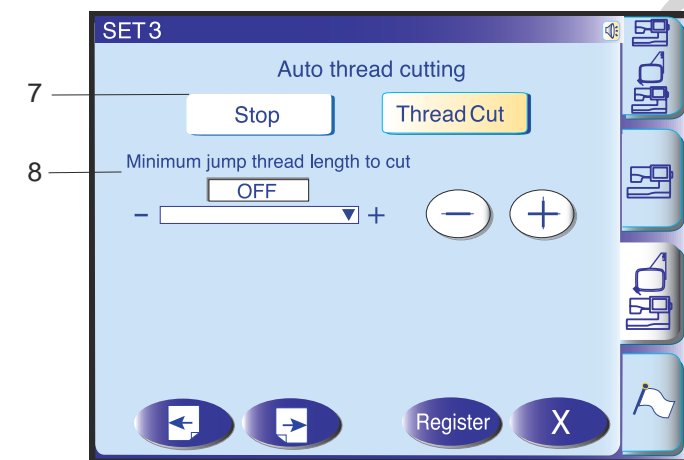 SET 3
Auto thread cutting
7
Stop
Thread Cut
8
Minimum jump thread length to cut
OFF
- +
Register
X